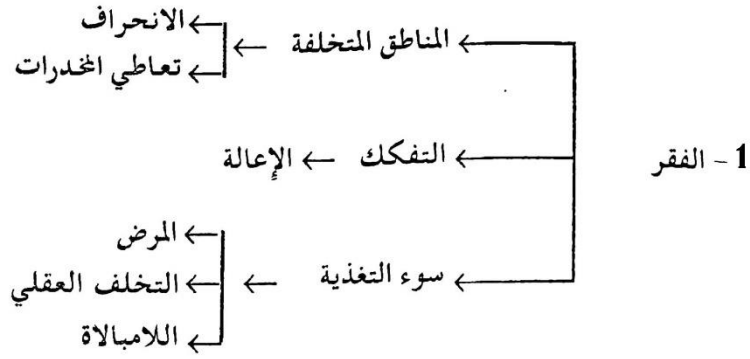 1 - الفقر
المناطق المتخلفة
الانحراف
تعاطي المخدرات
التفكك
الإعالة
سوء التغذية
المرض
التخلف العقلي
اللامبالاة